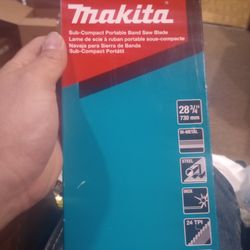 makita
Sub-Compact Portable Band Saw Blade
Lame de scie à ruban portable sous-compacte
Navaja para Sierra de Banda
Sub-Compact Portátil
28 3/4"
730 mm
BI-METAL
STEEL
INOX
24 TPI